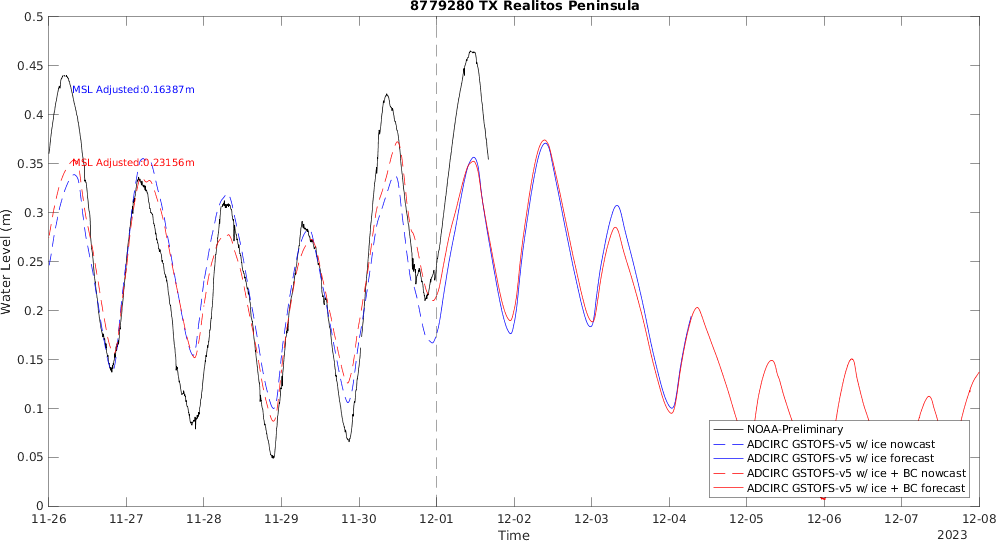 8779280 TX Realitos Peninsula
0.5
0.45
0.4
0.35
0.3
0.25
0.2
0.15
0.1
0.05
0
Water Level (m)
MSL Adjusted:0.16387m
MSL Adjusted:0.23156m
NOAA-Preliminary
ADCIRC GSTOFS-v5 w/ ice nowcast
ADCIRC GSTOFS-v5 w/ ice forecast
ADCIRC GSTOFS-v5 w/ ice + BC nowcast
ADCIRC GSTOFS-v5 w/ ice + BC forecast
11-26 11-27 11-28 11-29 11-30 12-01 12-02 12-03 12-04 12-05 12-06 12-07 12-08
Time
2023